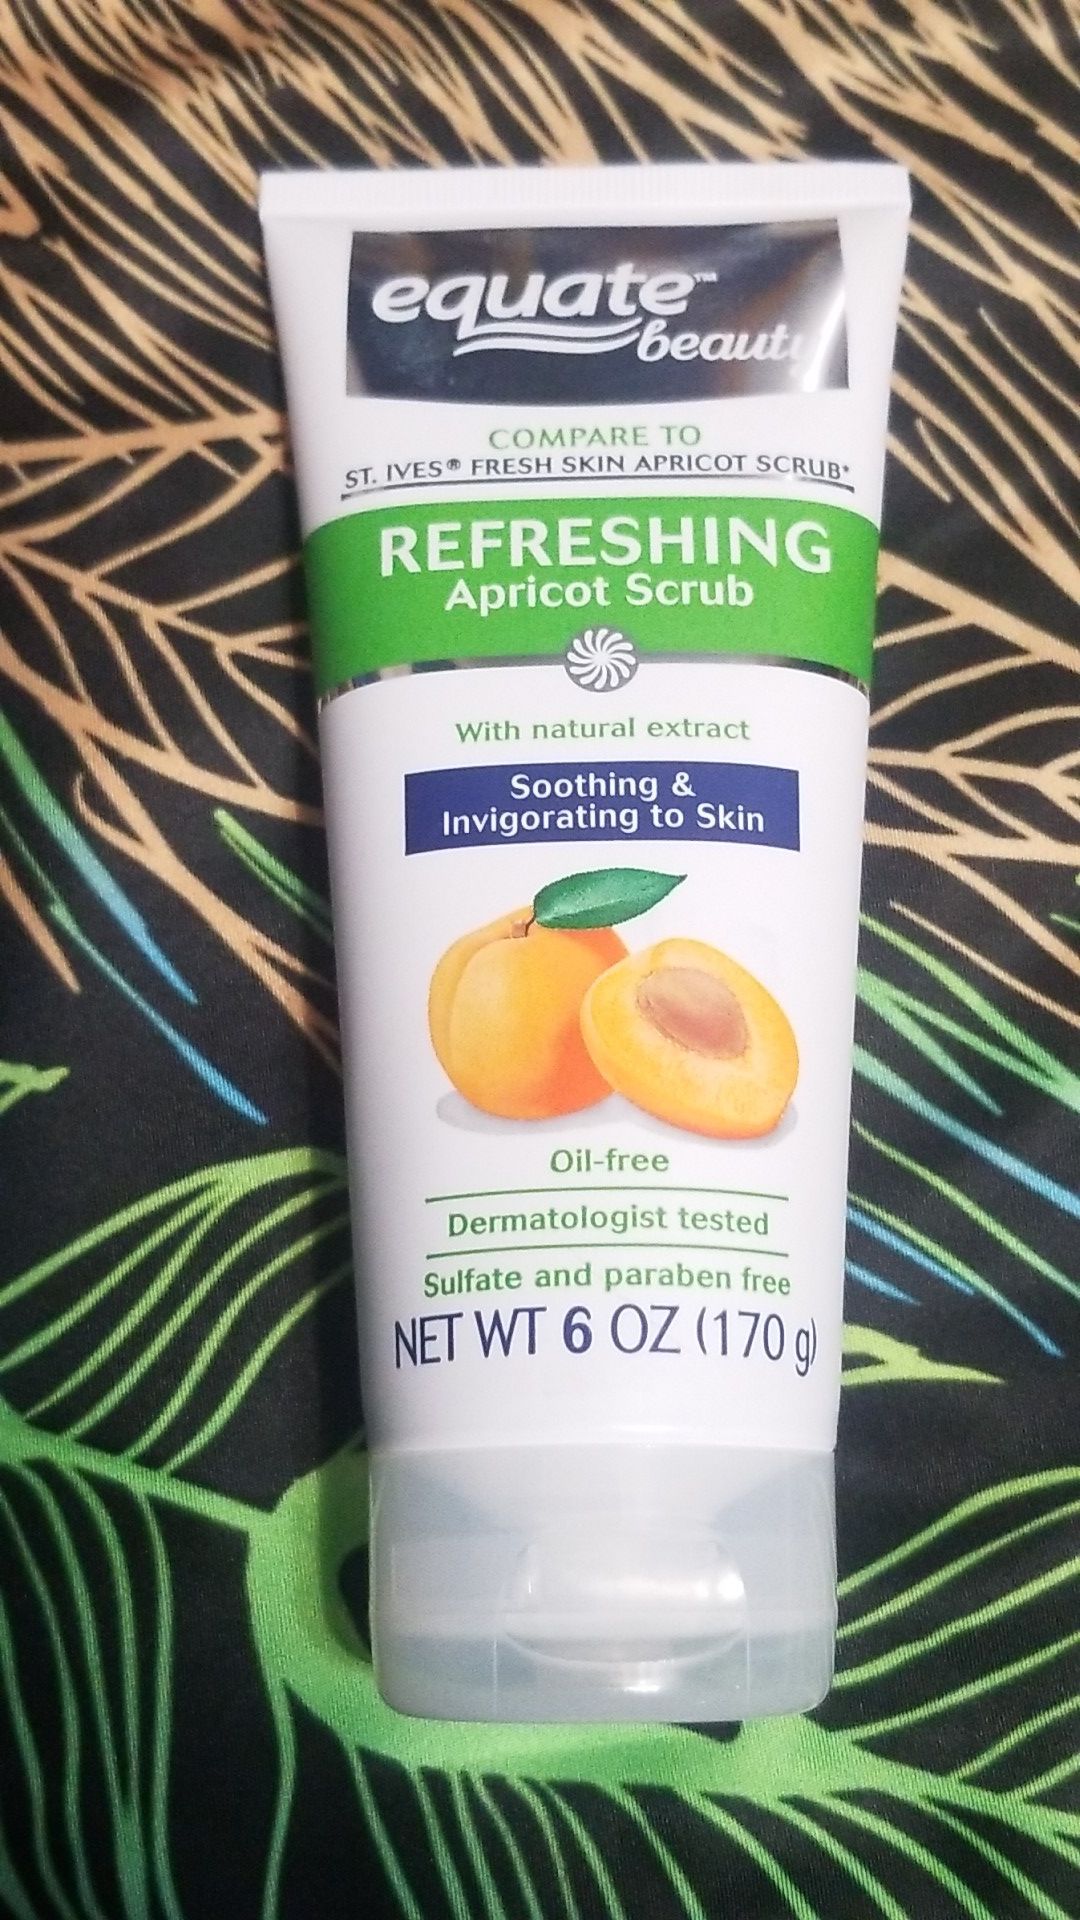 equate™
beauty
COMPARE TO
ST. IVES® FRESH SKIN APRICOT SCRUB*
REFRESHING
Apricot Scrub
With natural extract
Soothing &
Invigorating to Skin
Oil-free
Dermatologist tested
Sulfate and paraben free
NET WT 6 OZ (170 g)